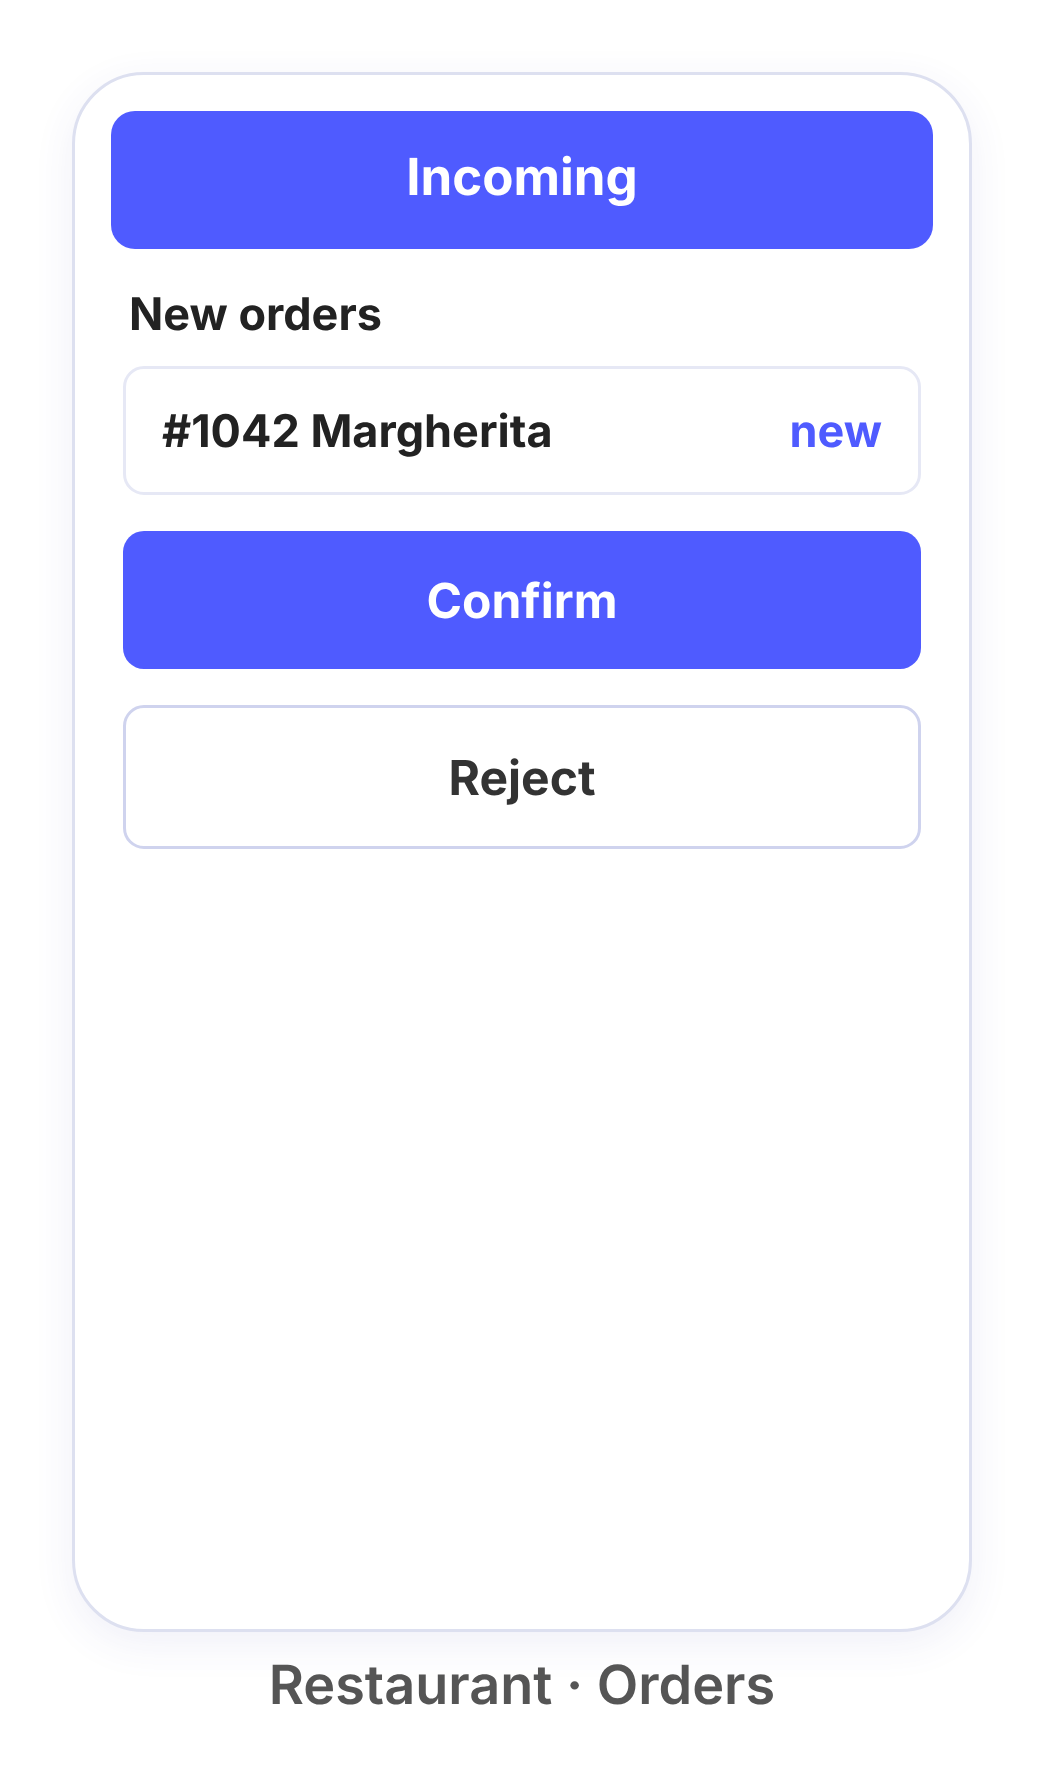 Incoming
New orders
#1042 Margherita new
Confirm
Reject
Restaurant · Orders